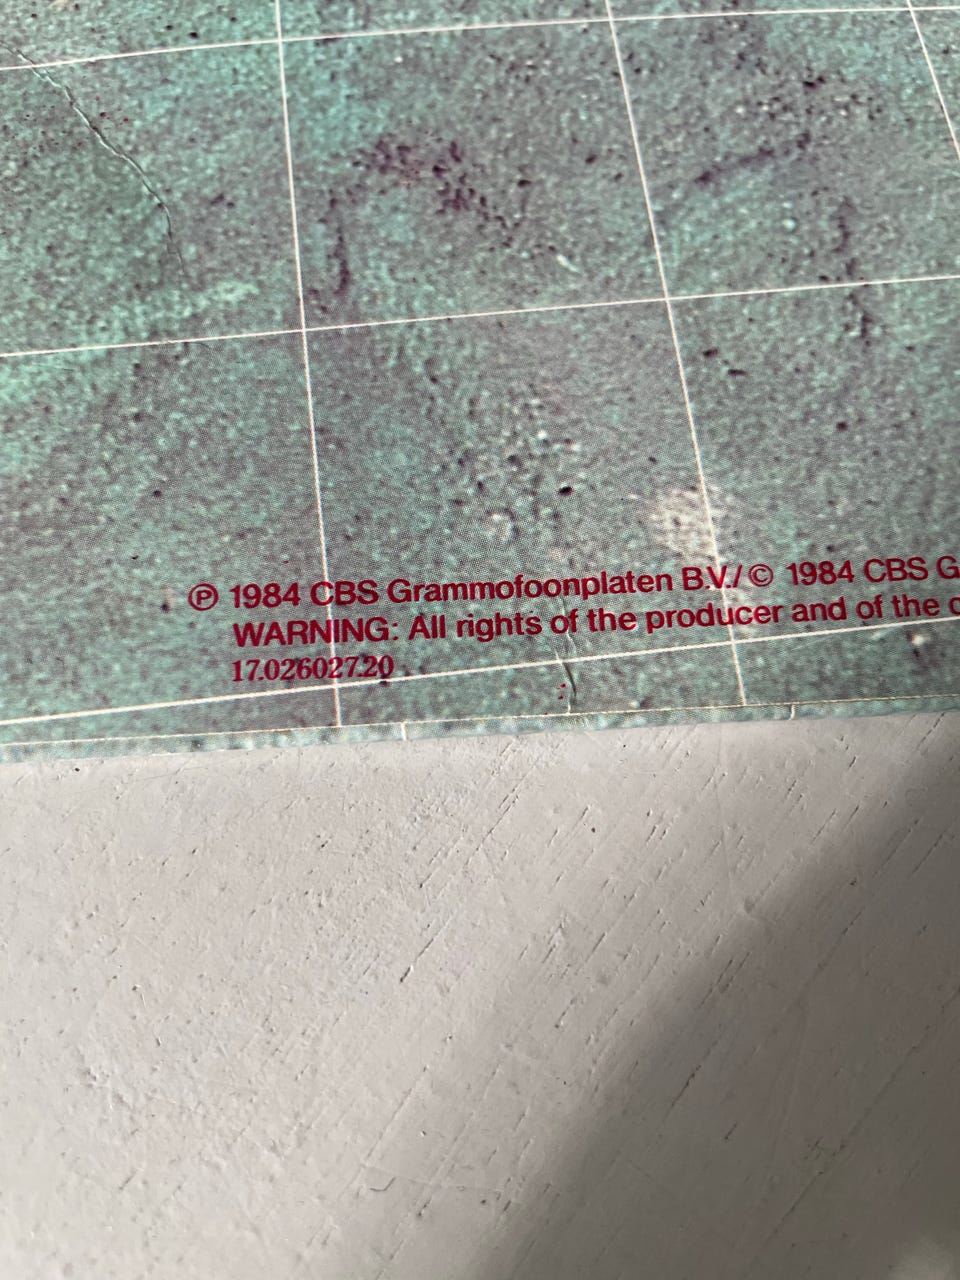 ℗ 1984 CBS Grammofoonplaten B.V./© 1984 CBS G
WARNING: All rights of the producer and of the
17.026027.20